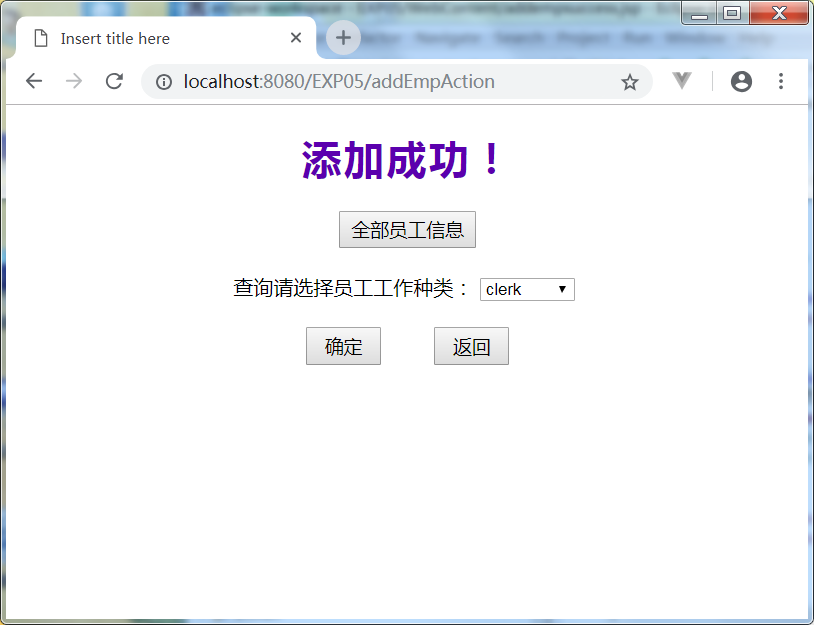 Insert title here
localhost:8080/EXP05/addEmpAction
添加成功！
全部员工信息
查询请选择员工工作种类： clerk
确定 返回